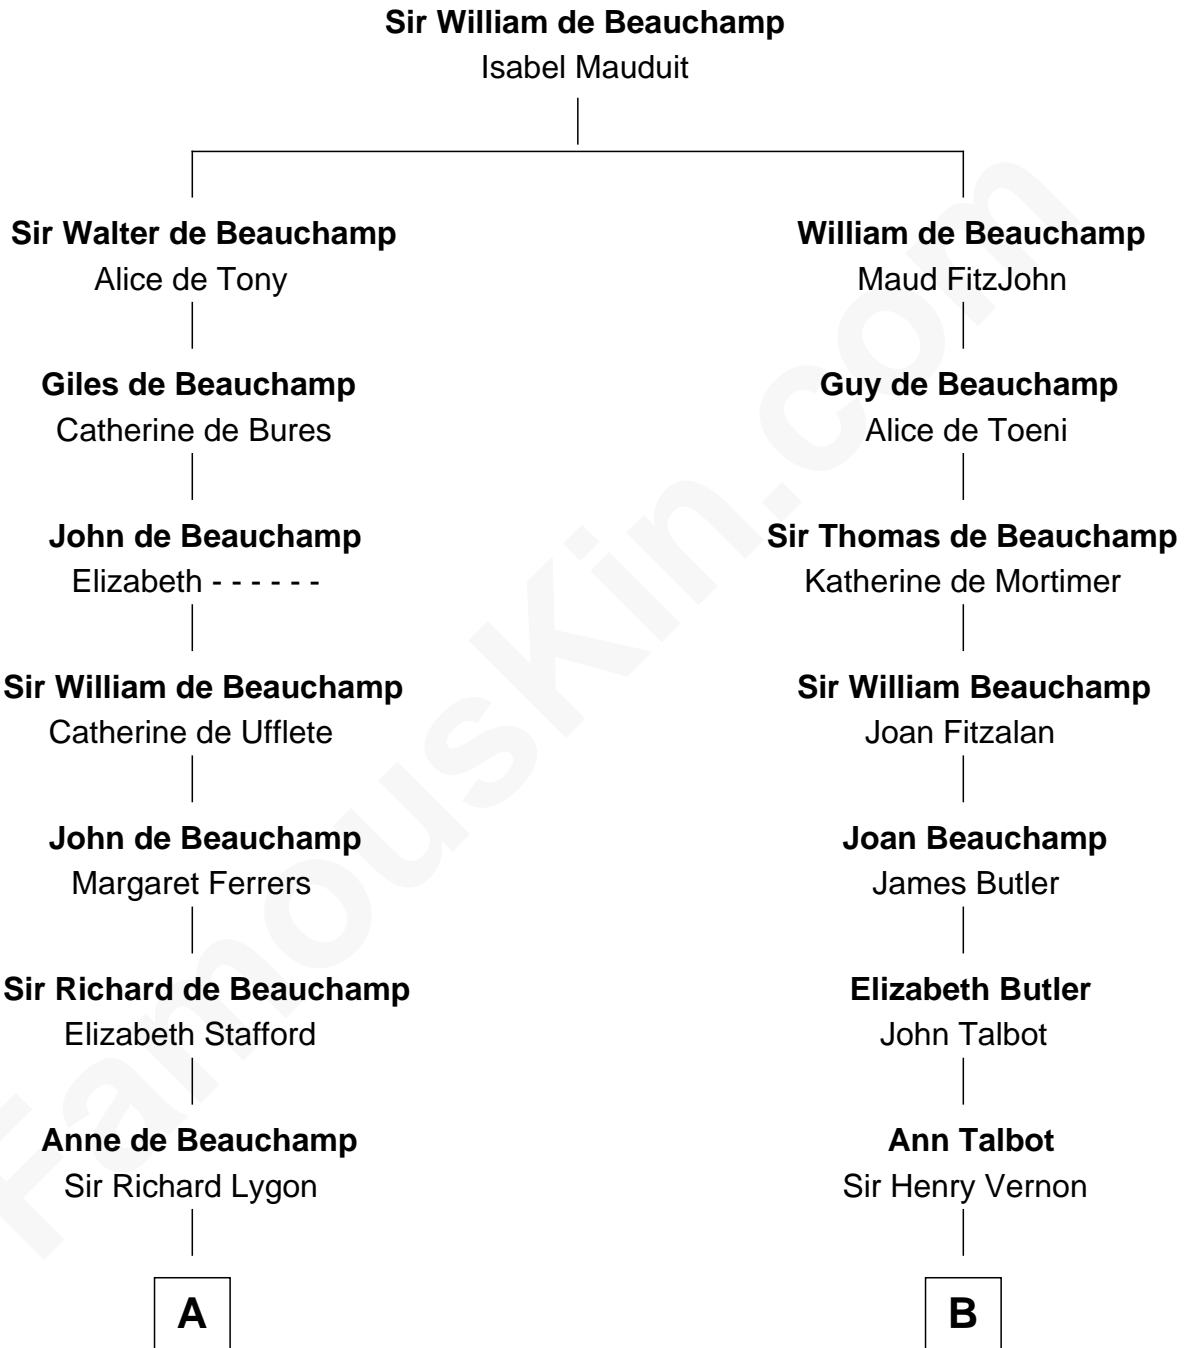 Sir William de Beauchamp
Isabel Mauduit
Sir Walter de Beauchamp
Alice de Tony
William de Beauchamp
Maud FitzJohn
Giles de Beauchamp
Catherine de Bures
Guy de Beauchamp
Alice de Toeni
John de Beauchamp
Elizabeth - - - - - -
Sir Thomas de Beauchamp
Katherine de Mortimer
Sir William de Beauchamp
Catherine de Ufflete
Sir William Beauchamp
Joan Fitzalan
John de Beauchamp
Margaret Ferrers
Joan Beauchamp
James Butler
Sir Richard de Beauchamp
Elizabeth Stafford
Elizabeth Butler
John Talbot
Anne de Beauchamp
Sir Richard Lygon
Ann Talbot
Sir Henry Vernon
A
B
FamousKin.com